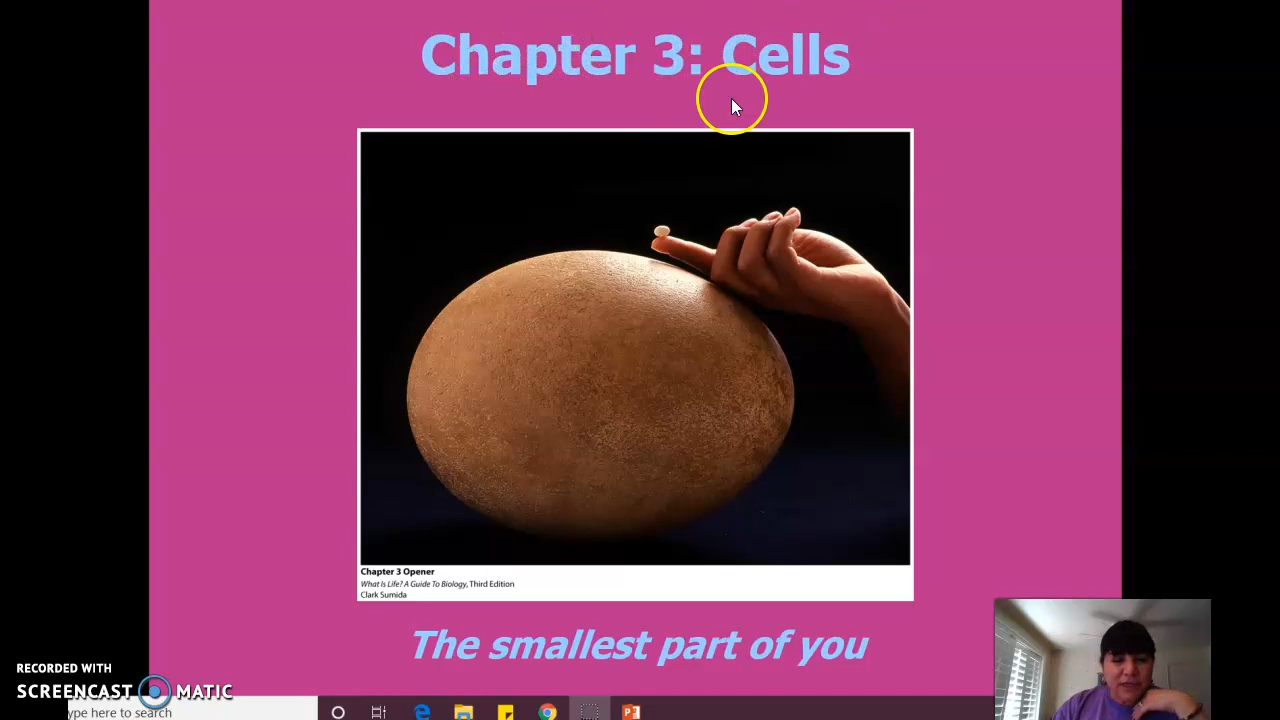 Chapter 3: Cells
Chapter 3 Opener
What Is Life? A Guide To Biology, Third Edition
Clark Sumida
The smallest part of you
RECORDED WITH
SCREENCAST MATIC
ype here to search